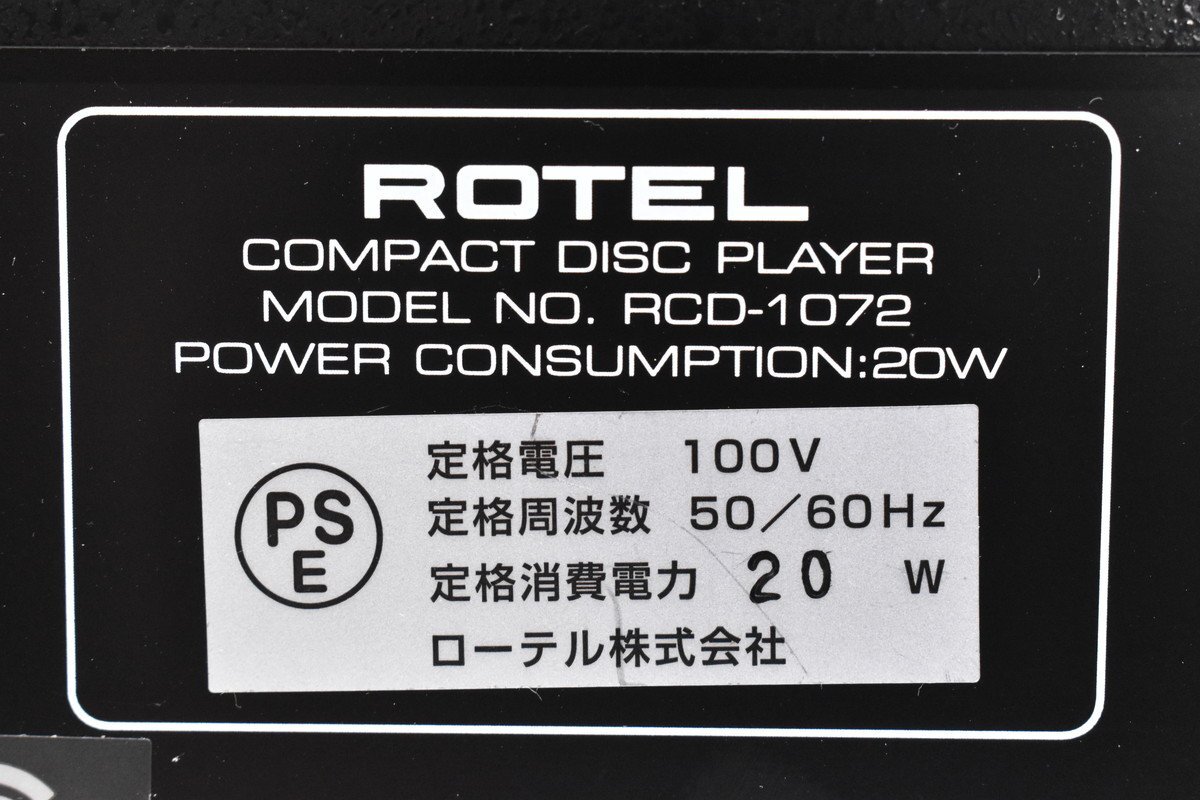 ROTEL
COMPACT DISC PLAYER
MODEL NO. RCD-1072
POWER CONSUMPTION:20W
PS
E
定格電圧 100V
定格周波数 50／60Hz
定格消費電力 20 W
ローテル株式会社